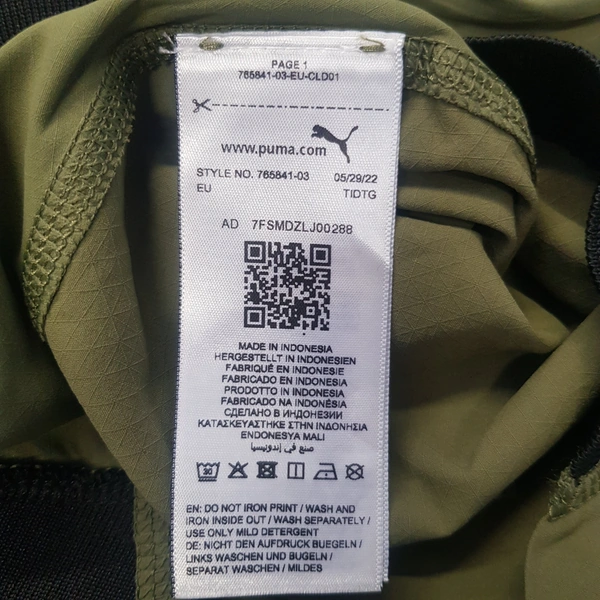 PAGE 1
765841-03-EU-CLD01
www.puma.com
STYLE NO. 765841-03 05/29/22
EU TIDTG
AD 7FSMDZLJ00288
MADE IN INDONESIA
HERGESTELLT IN INDONESIEN
FABRIQUÉ EN INDONESIE
FABRICADO EN INDONESIA
PRODOTTO IN INDONESIA
FABRICADO NA INDONÉSIA
СДЕЛАНО В ИНДОНЕЗИИ
ΚΑΤΑΣΚΕΥΑΣΤΗΚΕ ΣΤΗΝ ΙΝΔΟΝΗΣΙΑ
ENDONESYA MALI
صنع في إندونيسيا
EN: DO NOT IRON PRINT / WASH AND
IRON INSIDE OUT / WASH SEPARATELY /
USE ONLY MILD DETERGENT
DE: NICHT DEN AUFDRUCK BUEGELN /
LINKS WASCHEN UND BUGELN /
SEPARAT WASCHEN / MILDES